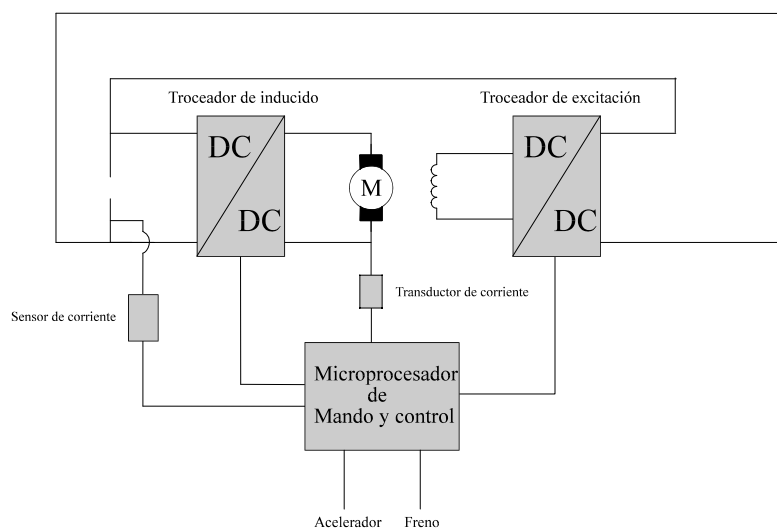 Troceador de inducido
Troceador de excitación
DC
DC
M
DC
DC
Transductor de corriente
Sensor de corriente
Microprocesador
de
Mando y control
Acelerador
Freno